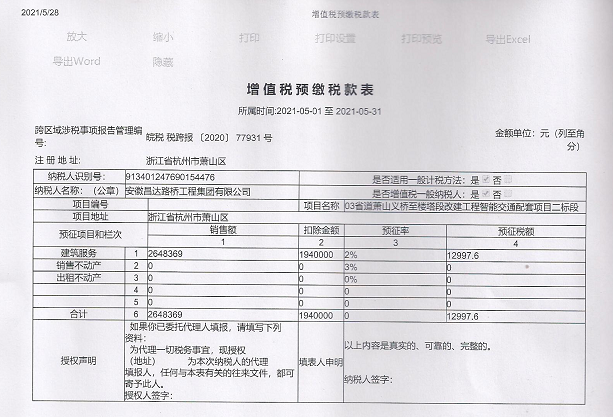 2021/5/28 增值税预缴税款表
放大 缩小 打印 打印设置 打印预览 导出Excel
导出Word 隐藏
增值税预缴税款表
所属时间:2021-05-01 至 2021-05-31
跨区域涉税事项报告管理编号: 皖税 税跨报 〔2020〕 77931 号 金额单位：元（列至角分）
注 册 地 址: 浙江省杭州市萧山区
纳税人识别号: 913401247690154476 是否适用一般计税方法: 是 否
纳税人名称: （公章） 安徽昌达路桥工程集团有限公司 是否增值税一般纳税人: 是 否
项目编号 项目名称 03省道萧山义桥至楼塔段改建工程智能交通配套项目二标段
项目地址 浙江省杭州市萧山区
预征项目和栏次 销售额 扣除金额 预征率 预征税额
1 2 3 4
建筑服务 1 2648369 1940000 2% 12997.6
销售不动产 2 0 0 3% 0
出租不动产 3 0 0 0% 0
4 0 0 0
5 0 0 0
合计 6 2648369 1940000 0 12997.6
授权声明 如果你已委托代理人填报，请填写下列
资料:
为代理一切税务事宜，现授权
（地址） 为本次纳税人的代理
填报人，任何与本表有关的往来文件，都可
寄予此人。
授权人签字:
填表人申明 以上内容是真实的、可靠的、完整的。
纳税人签字: